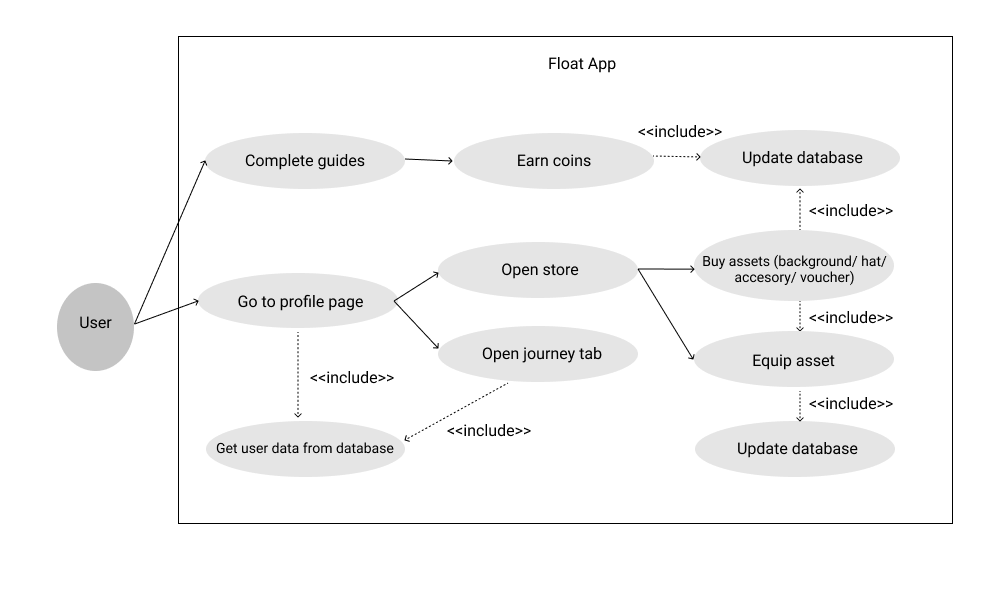 Float App
<<include>>
Complete guides
Earn coins
Update database
<<include>>
Open store
Buy assets (background/ hat/
accesory/ voucher)
User
Go to profile page
<<include>>
Open journey tab
Equip asset
<<include>>
<<include>>
<<include>>
Get user data from database
Update database